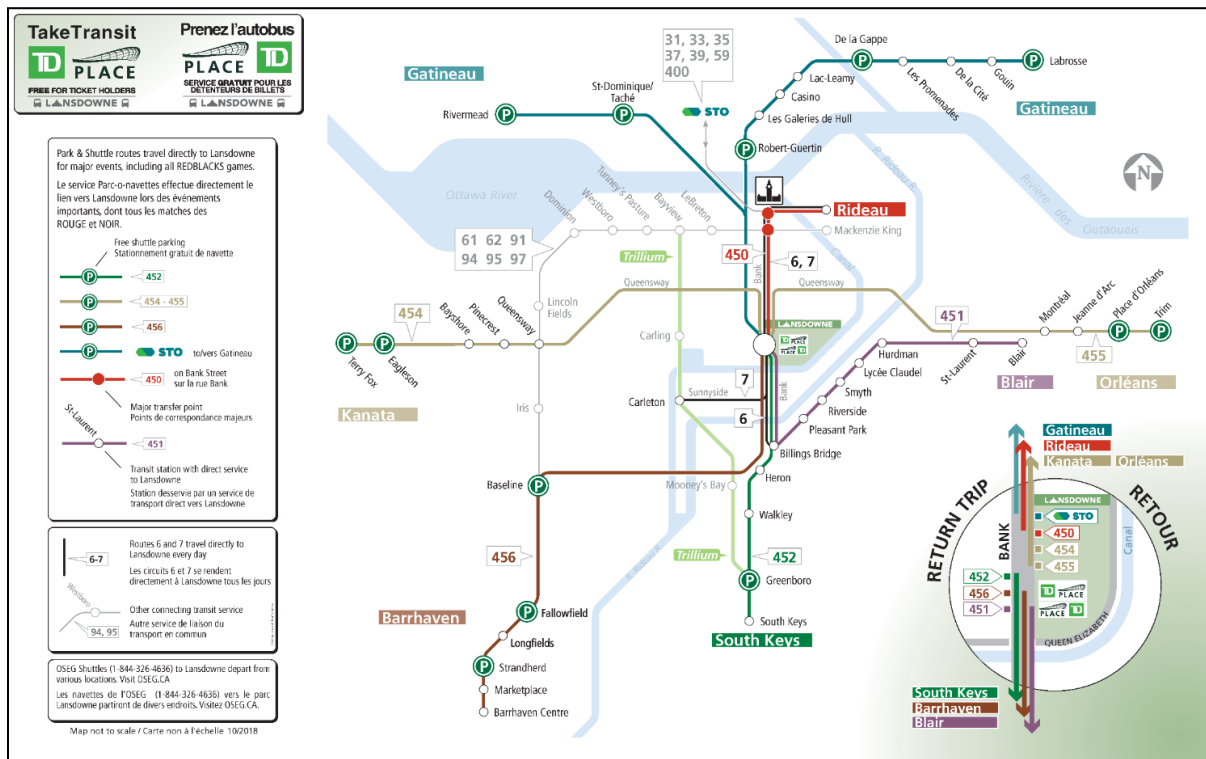 TakeTransit
TD PLACE
FREE FOR TICKET HOLDERS
LANSDOWNE
Prenez l'autobus
PLACE TD
SERVICE GRATUIT POUR LES
DÉTENTEURS DE BILLETS
LANSDOWNE
Park & Shuttle routes travel directly to Lansdowne
for major events, including all REDBLACKS games.
Le service Parc-o-navettes effectue directement le
lien vers Lansdowne lors des événements
importants, dont tous les matches des
ROUGE et NOIR.
Free shuttle parking
Stationnement gratuit de navette
P 452
P 454 - 455
P 456
P STO to/vers Gatineau
450 on Bank Street
sur la rue Bank
Major transfer point
Points de correspondance majeurs
St-Laurent
451
Transit station with direct service
to Lansdowne
Station desservie par un service de
transport direct vers Lansdowne
6-7
Routes 6 and 7 travel directly to
Lansdowne every day
Les circuits 6 et 7 se rendent
directement à Lansdowne tous les jours
Westboro
94, 95
Other connecting transit service
Autre service de liaison du
transport en commun
OSEG Shuttles (1-844-326-4636) to Lansdowne depart from
various locations. Visit OSEG.CA
Les navettes de l'OSEG (1-844-326-4636) vers le parc
Lansdowne partiront de divers endroits. Visitez OSEG.CA.
Map not to scale / Carte non à l'échelle 10/2018
31, 33, 35
37, 39, 59
400
STO
Gatineau
Rivermead
P
St-Dominique/
Taché
P
De la Gappe
P
Lac-Leamy
Casino
Les Galeries de Hull
P
Robert-Guertin
Les Promenades
De la Cité
Gouin
P
Labrosse
Gatineau
N
Ottawa River
R. Rideau R.
Rivière des
Outaouais
Canal
Dominion
Westboro
Tunney's Pasture
Bayview
LeBreton
Rideau
Mackenzie King
61 62 91
94 95 97
Trillium
450
Bank
6, 7
Queensway
Queensway
454
Bayshore
Pinecrest
Queensway
Lincoln
Fields
P
Terry Fox
P
Eagleson
Kanata
Carling
LANSDOWNE
TD PLACE
PLACE TD
451
Montréal
Jeanne d'Arc
Place d'Orléans
P
Trim
P
455
Orléans
Hurdman
St-Laurent
Blair
Blair
Lycée Claudel
Smyth
Riverside
Pleasant Park
Billings Bridge
Iris
Carleton
Sunnyside
7
Bank
6
Baseline
P
Mooney's Bay
Heron
Walkley
456
Trillium
452
P
Greenboro
South Keys
South Keys
Barrhaven
P
Fallowfield
Longfields
P
Strandherd
Marketplace
Barrhaven Centre
Gatineau
Rideau
Kanata Orléans
RETURN TRIP
RETOUR
BANK
LANSDOWNE
STO
450
454
455
452
456
451
TD PLACE
PLACE TD
Canal
QUEEN ELIZABETH
South Keys
Barrhaven
Blair